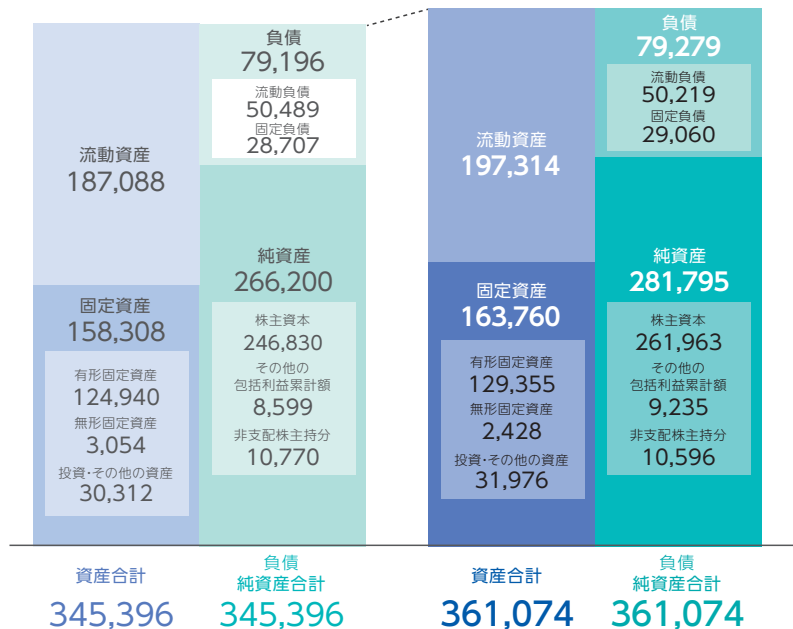 流動資産
187,088
固定資産
158,308
有形固定資産
124,940
無形固定資産
3,054
投資・その他の資産
30,312
負債
79,196
流動負債
50,489
固定負債
28,707
純資産
266,200
株主資本
246,830
その他の
包括利益累計額
8,599
非支配株主持分
10,770
資産合計
345,396
負債
純資産合計
345,396
流動資産
197,314
固定資産
163,760
有形固定資産
129,355
無形固定資産
2,428
投資・その他の資産
31,976
負債
79,279
流動負債
50,219
固定負債
29,060
純資産
281,795
株主資本
261,963
その他の
包括利益累計額
9,235
非支配株主持分
10,596
資産合計
361,074
負債
純資産合計
361,074